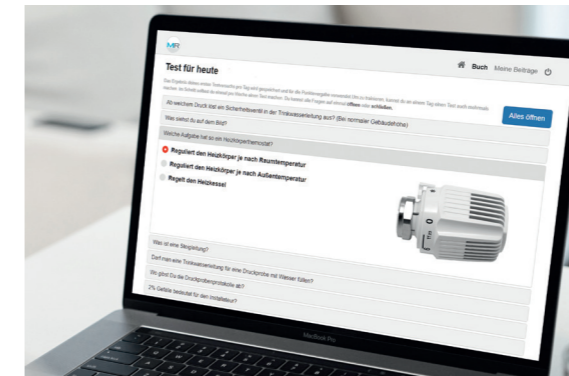 MR
Buch Meine Beiträge
Test für heute
Alles öffnen
Ab welchem Druck löst ein Sicherheitsventil in der Trinkwasserleitung aus? (Bei normaler Gebäudehöhe)
Was siehst du auf dem Bild?
Welche Aufgabe hat so ein Heizkörperthermostat?
Reguliert den Heizkörper je nach Raumtemperatur
Reguliert den Heizkörper je nach Außentemperatur
Regelt den Heizkessel
0
Was ist eine Steigleitung?
Darf man eine Trinkwasserleitung für eine Druckprobe mit Wasser füllen?
Wo gibst Du die Druckprobenprotokolle ab?
2% Gefälle bedeutet für den Installateur?
MacBook Pro